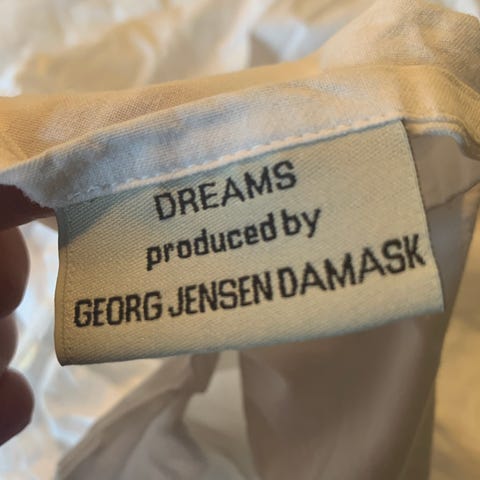 DREAMS
produced by
GEORG JENSEN DAMASK